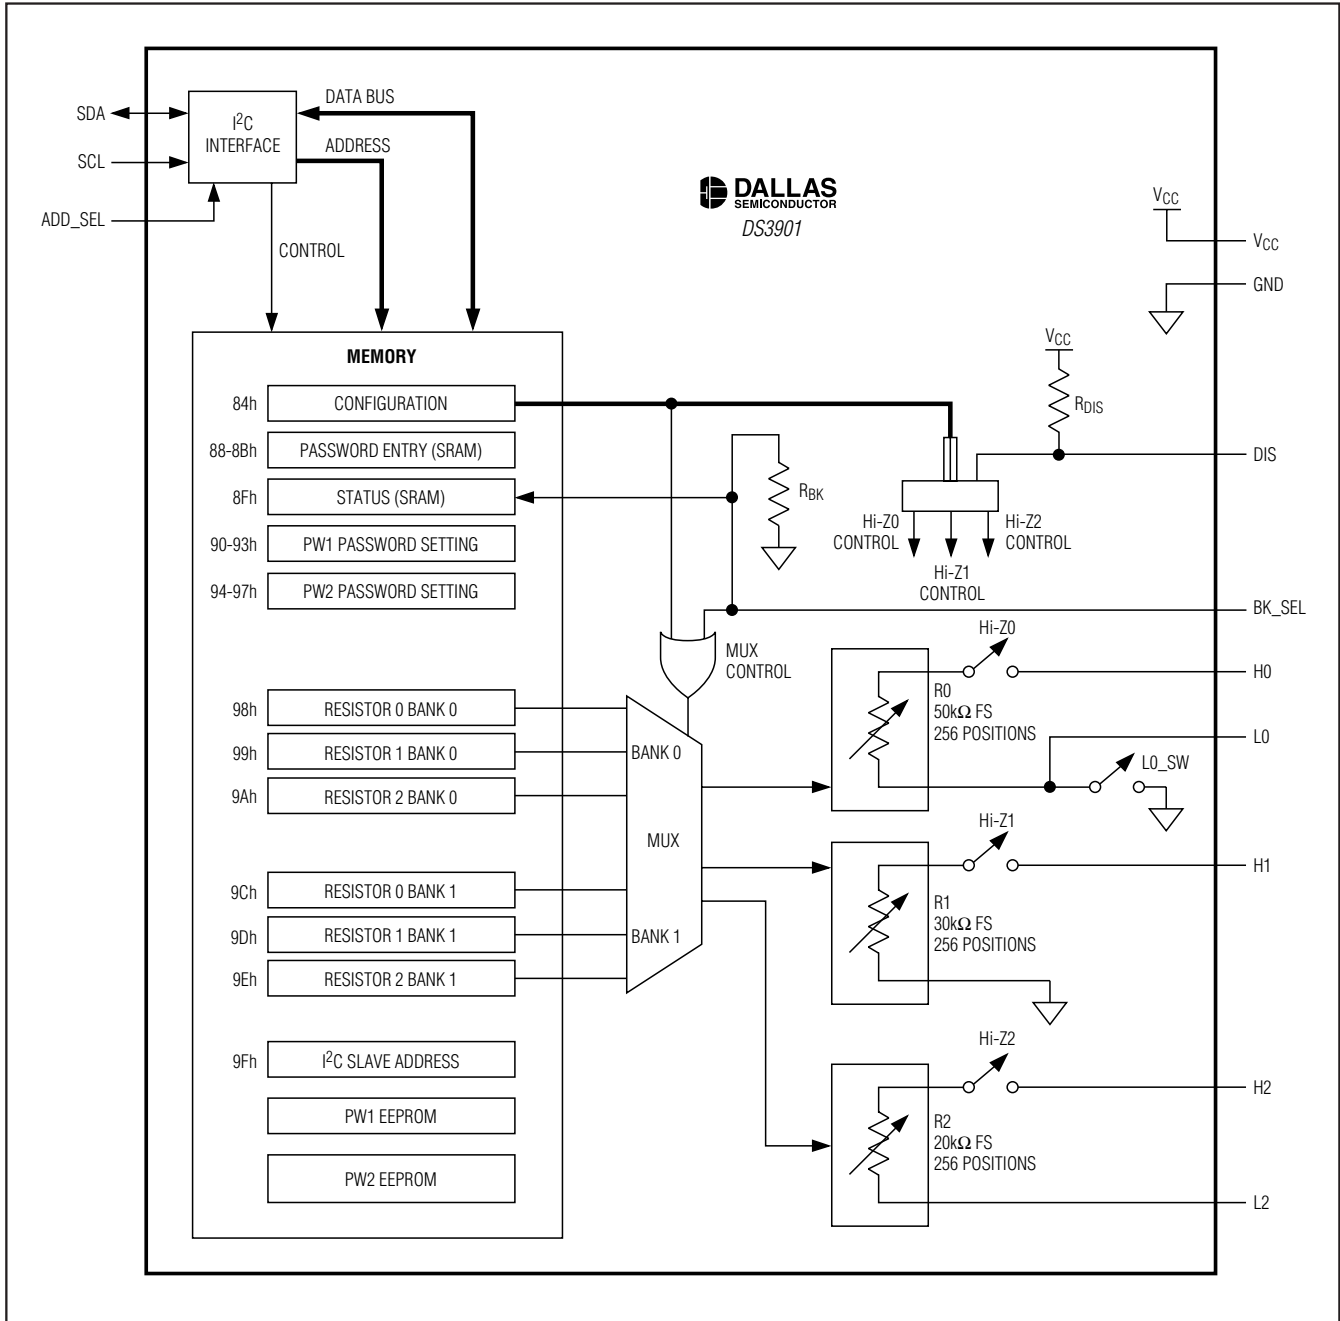 SDA
SCL
ADD_SEL
I²C
INTERFACE
DATA BUS
ADDRESS
CONTROL
DALLAS
SEMICONDUCTOR
DS3901
VCC
VCC
GND
MEMORY
84h CONFIGURATION
88-8Bh PASSWORD ENTRY (SRAM)
8Fh STATUS (SRAM)
90-93h PW1 PASSWORD SETTING
94-97h PW2 PASSWORD SETTING
98h RESISTOR 0 BANK 0
99h RESISTOR 1 BANK 0
9Ah RESISTOR 2 BANK 0
9Ch RESISTOR 0 BANK 1
9Dh RESISTOR 1 BANK 1
9Eh RESISTOR 2 BANK 1
9Fh I²C SLAVE ADDRESS
PW1 EEPROM
PW2 EEPROM
VCC
RDIS
DIS
RBK
Hi-Z0
CONTROL
Hi-Z1
CONTROL
Hi-Z2
CONTROL
BK_SEL
MUX
CONTROL
BANK 0
MUX
BANK 1
Hi-Z0
H0
R0
50kΩ FS
256 POSITIONS
L0
L0_SW
Hi-Z1
H1
R1
30kΩ FS
256 POSITIONS
Hi-Z2
H2
R2
20kΩ FS
256 POSITIONS
L2